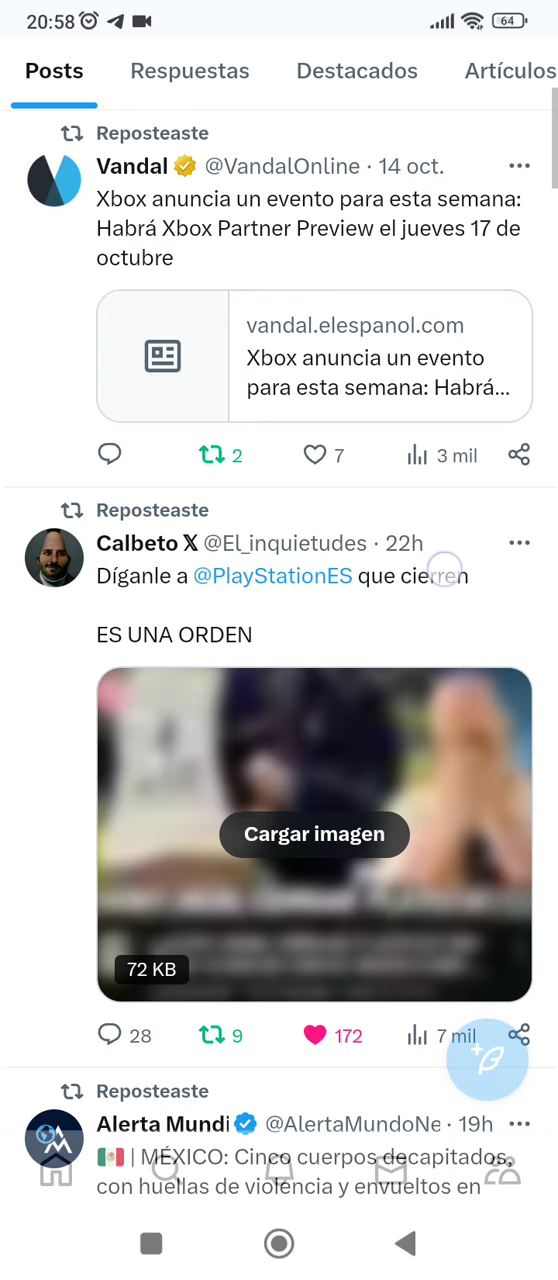 20:58
64
Posts
Respuestas
Destacados
Artículos
Reposteaste
Vandal @VandalOnline · 14 oct.
Xbox anuncia un evento para esta semana:
Habrá Xbox Partner Preview el jueves 17 de
octubre
vandal.elespanol.com
Xbox anuncia un evento
para esta semana: Habrá...
2
7
3 mil
Reposteaste
Calbeto X @El_inquietudes · 22h
Díganle a @PlayStationES que cierren
ES UNA ORDEN
Cargar imagen
72 KB
28
9
172
7 mil
Reposteaste
Alerta Mundi @AlertaMundoNe · 19h
| MÉXICO: Cinco cuerpos decapitados,
con huellas de violencia y envueltos en